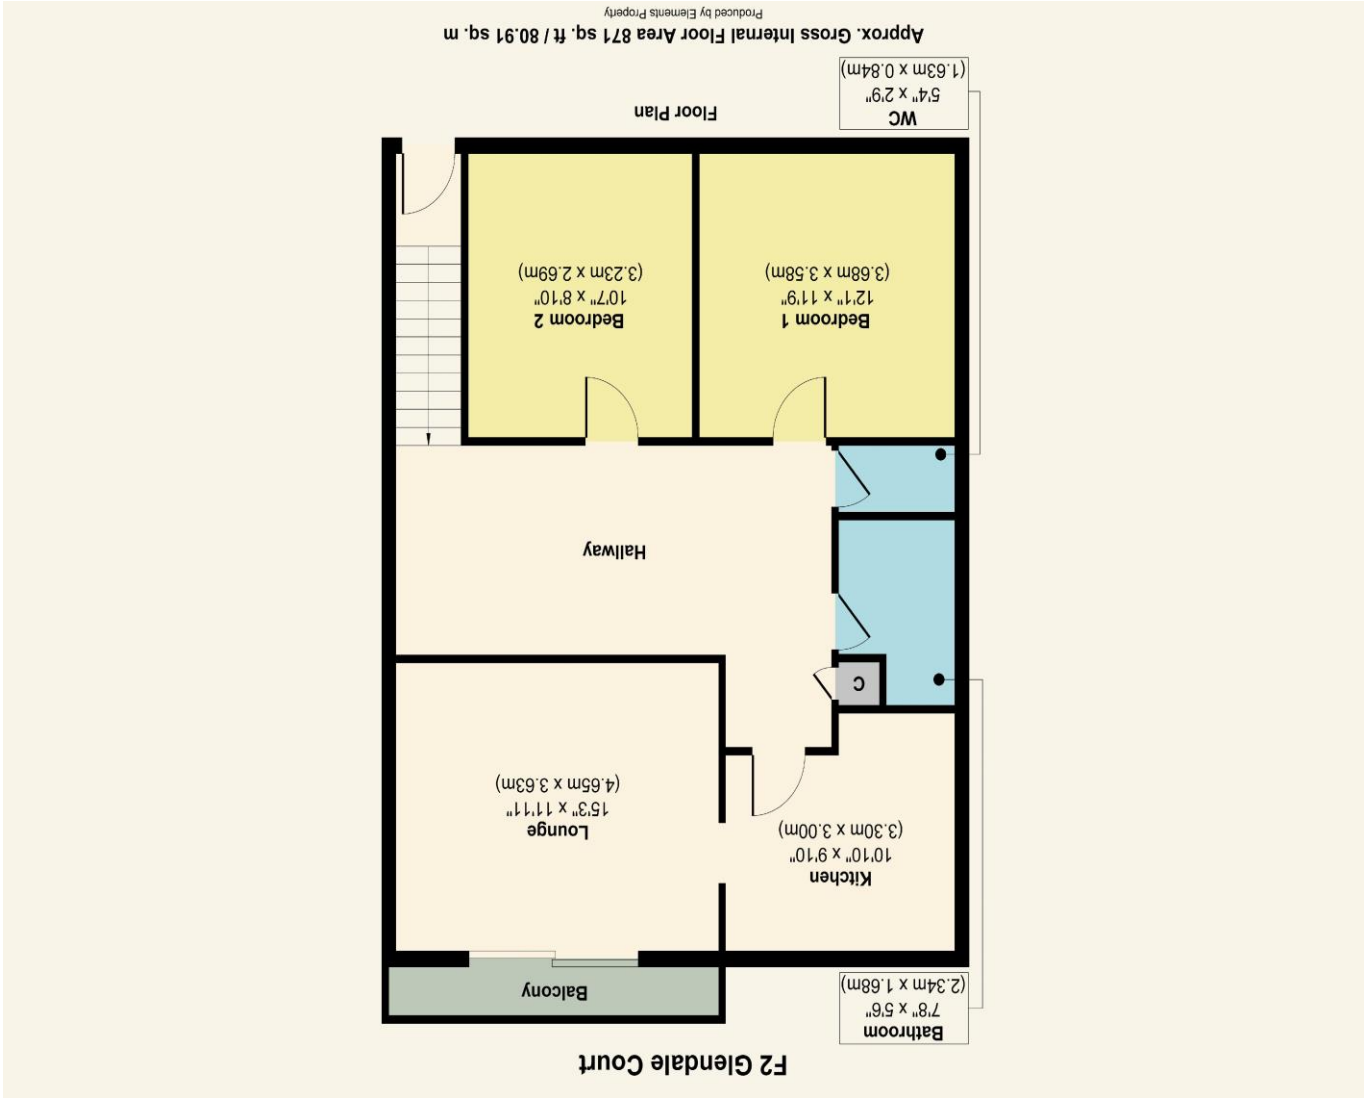 F2 Glendale Court
Bathroom
7'8" x 5'6"
(2.34m x 1.68m)
Balcony
Kitchen
10'10" x 9'10"
(3.30m x 3.00m)
Lounge
15'3" x 11'11"
(4.65m x 3.63m)
C
Hallway
Bedroom 1
12'1" x 11'9"
(3.68m x 3.58m)
Bedroom 2
10'7" x 8'10"
(3.23m x 2.69m)
WC
5'4" x 2'9"
(1.63m x 0.84m)
Floor Plan
Approx. Gross Internal Floor Area 871 sq. ft / 80.91 sq. m
Produced by Elements Property